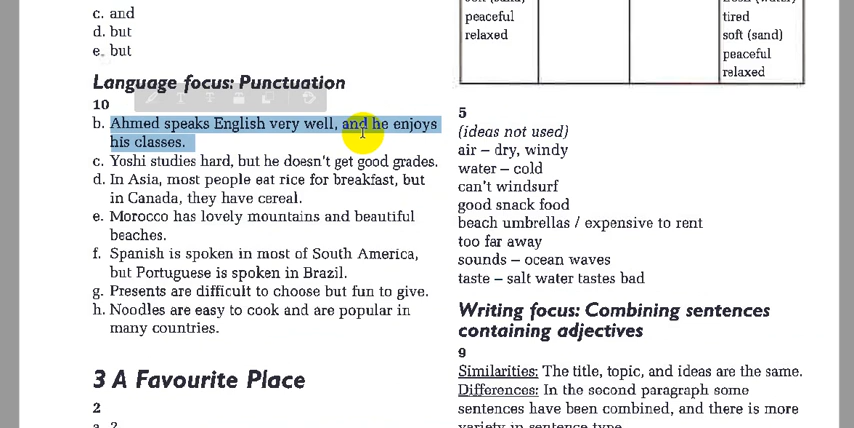 c. and
d. but
e. but
Language focus: Punctuation
10
b. Ahmed speaks English very well, and he enjoys
his classes.
c. Yoshi studies hard, but he doesn't get good grades.
d. In Asia, most people eat rice for breakfast, but
in Canada, they have cereal.
e. Morocco has lovely mountains and beautiful
beaches.
f. Spanish is spoken in most of South America,
but Portuguese is spoken in Brazil.
g. Presents are difficult to choose but fun to give.
h. Noodles are easy to cook and are popular in
many countries.
3 A Favourite Place
2
a. ?
peaceful
relaxed
tired
soft (sand)
peaceful
relaxed
5
(ideas not used)
air – dry, windy
water – cold
can't windsurf
good snack food
beach umbrellas / expensive to rent
too far away
sounds – ocean waves
taste – salt water tastes bad
Writing focus: Combining sentences
containing adjectives
9
Similarities: The title, topic, and ideas are the same.
Differences: In the second paragraph some
sentences have been combined, and there is more
variety in sentence type